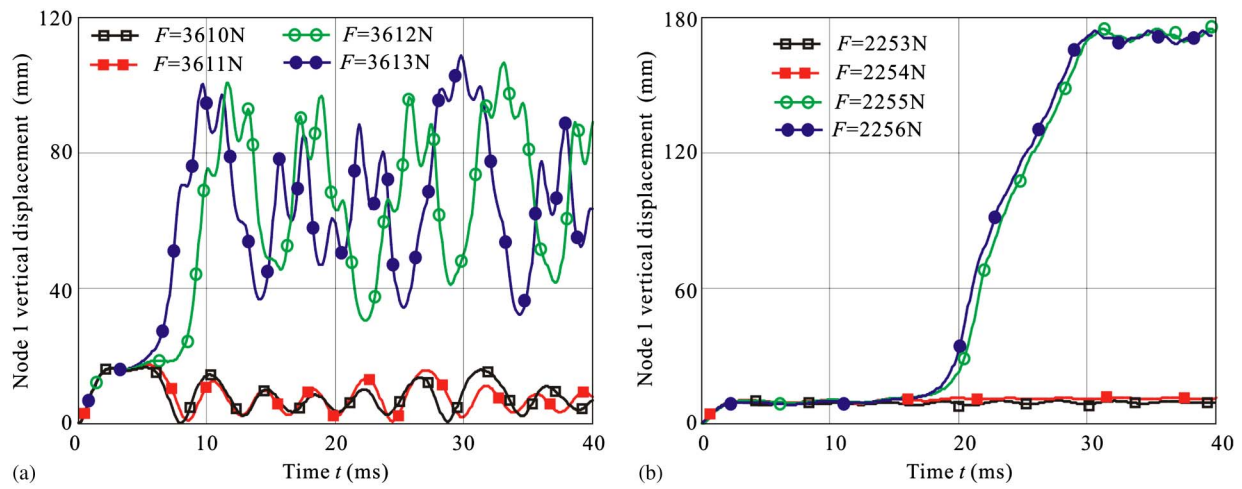 120
80
40
0
0
10
20
30
40
Node 1 vertical displacement (mm)
Time t (ms)
F=3610N
F=3611N
F=3612N
F=3613N
(a)
180
120
60
0
0
10
20
30
40
Node 1 vertical displacement (mm)
Time t (ms)
F=2253N
F=2254N
F=2255N
F=2256N
(b)